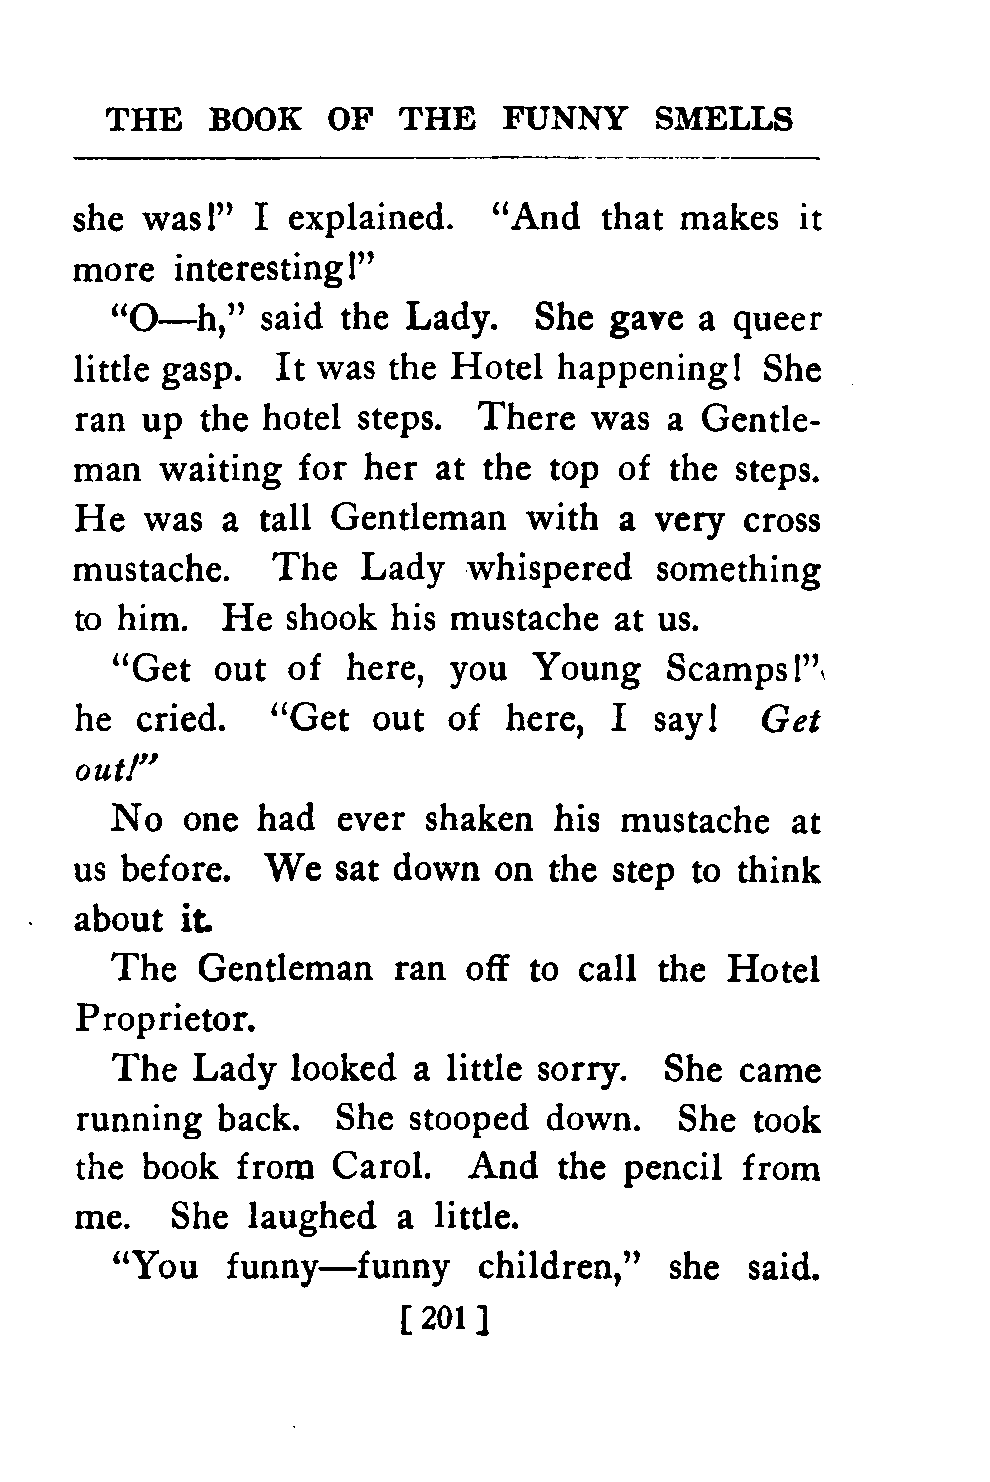 THE BOOK OF THE FUNNY SMELLS
she was!” I explained. “And that makes it
more interesting!”
“O—h,” said the Lady. She gave a queer
little gasp. It was the Hotel happening! She
ran up the hotel steps. There was a Gentle-
man waiting for her at the top of the steps.
He was a tall Gentleman with a very cross
mustache. The Lady whispered something
to him. He shook his mustache at us.
“Get out of here, you Young Scamps!”
he cried. “Get out of here, I say! Get
out!”
No one had ever shaken his mustache at
us before. We sat down on the step to think
about it.
The Gentleman ran off to call the Hotel
Proprietor.
The Lady looked a little sorry. She came
running back. She stooped down. She took
the book from Carol. And the pencil from
me. She laughed a little.
“You funny—funny children,” she said.
[ 201 ]